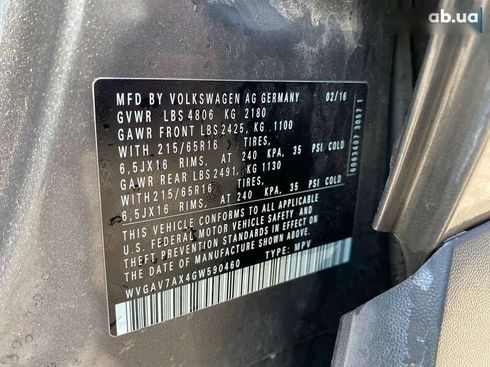 ab.ua
MFD BY VOLKSWAGEN AG GERMANY 02/16
GVWR LBS 4806 KG 2180
GAWR FRONT LBS 2425, KG 1100
WITH 215/65R16 TIRES,
6,5JX16 RIMS, AT 240 KPA, 35 PSI COLD
GAWR REAR LBS 2491, KG 1130
WITH 215/65R16 TIRES,
6,5JX16 RIMS, AT 240 KPA, 35 PSI COLD
THIS VEHICLE CONFORMS TO ALL APPLICABLE
U.S. FEDERAL MOTOR VEHICLE SAFETY AND
THEFT PREVENTION STANDARDS IN EFFECT ON
THE DATE OF MANUFACTURE SHOWN ABOVE
WVGAV7AX4GW590460 TYPE: MPV